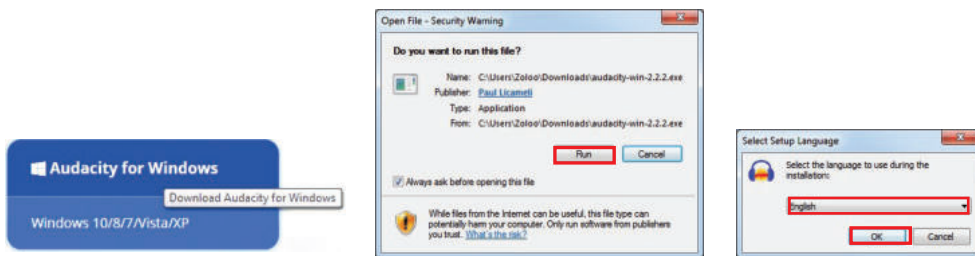 Audacity for Windows
Download Audacity for Windows
Windows 10/8/7/Vista/XP
Open File - Security Warning
Do you want to run this file?
Name: C:\Users\Zoloo\Downloads\audacity-win-2.2.2.exe
Publisher: Paul Licameli
Type: Application
From: C:\Users\Zoloo\Downloads\audacity-win-2.2.2.exe
Run Cancel
Always ask before opening this file
While files from the Internet can be useful, this file type can
potentially harm your computer. Only run software from publishers
you trust. What's the risk?
Select Setup Language
Select the language to use during the
installation:
English
OK Cancel